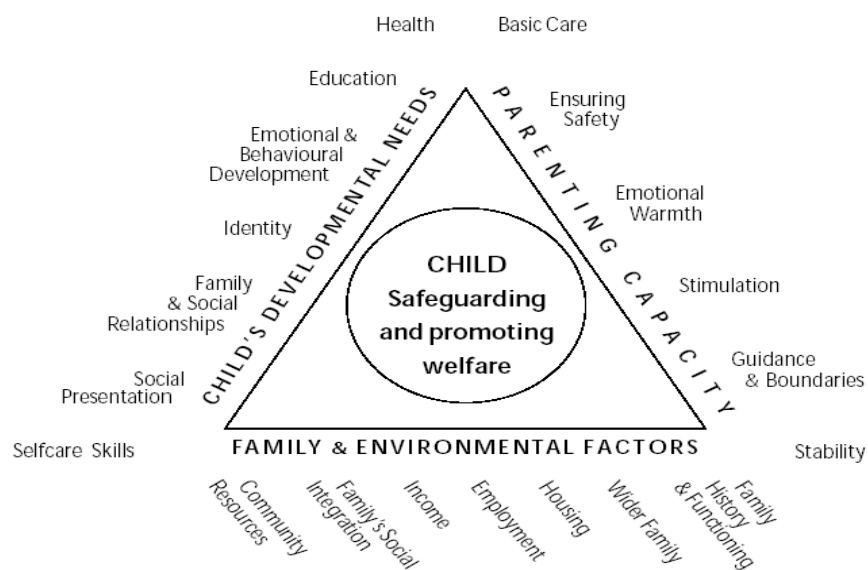 Health
Basic Care
Education
Ensuring
Safety
Emotional &
Behavioural
Development
Emotional
Warmth
Identity
Stimulation
Family
& Social
Relationships
Guidance
& Boundaries
Social
Presentation
Selfcare Skills
Stability
CHILD'S DEVELOPMENTAL NEEDS
PARENTING CAPACITY
CHILD
Safeguarding
and promoting
welfare
FAMILY & ENVIRONMENTAL FACTORS
Community
Resources
Family's Social
Integration
Income
Employment
Housing
Wider Family
Family
History
& Functioning